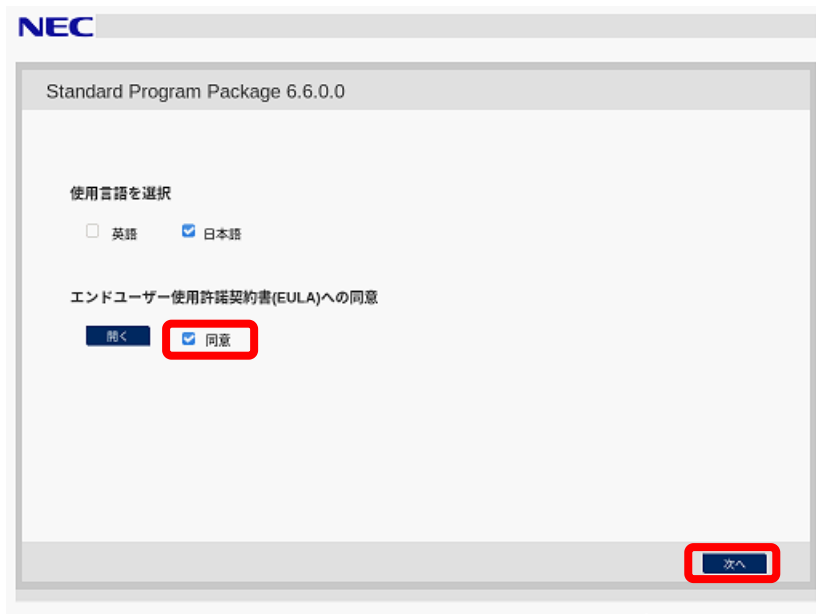 NEC
Standard Program Package 6.6.0.0
使用言語を選択
英語 日本語
エンドユーザー使用許諾契約書(EULA)への同意
開く 同意
次へ